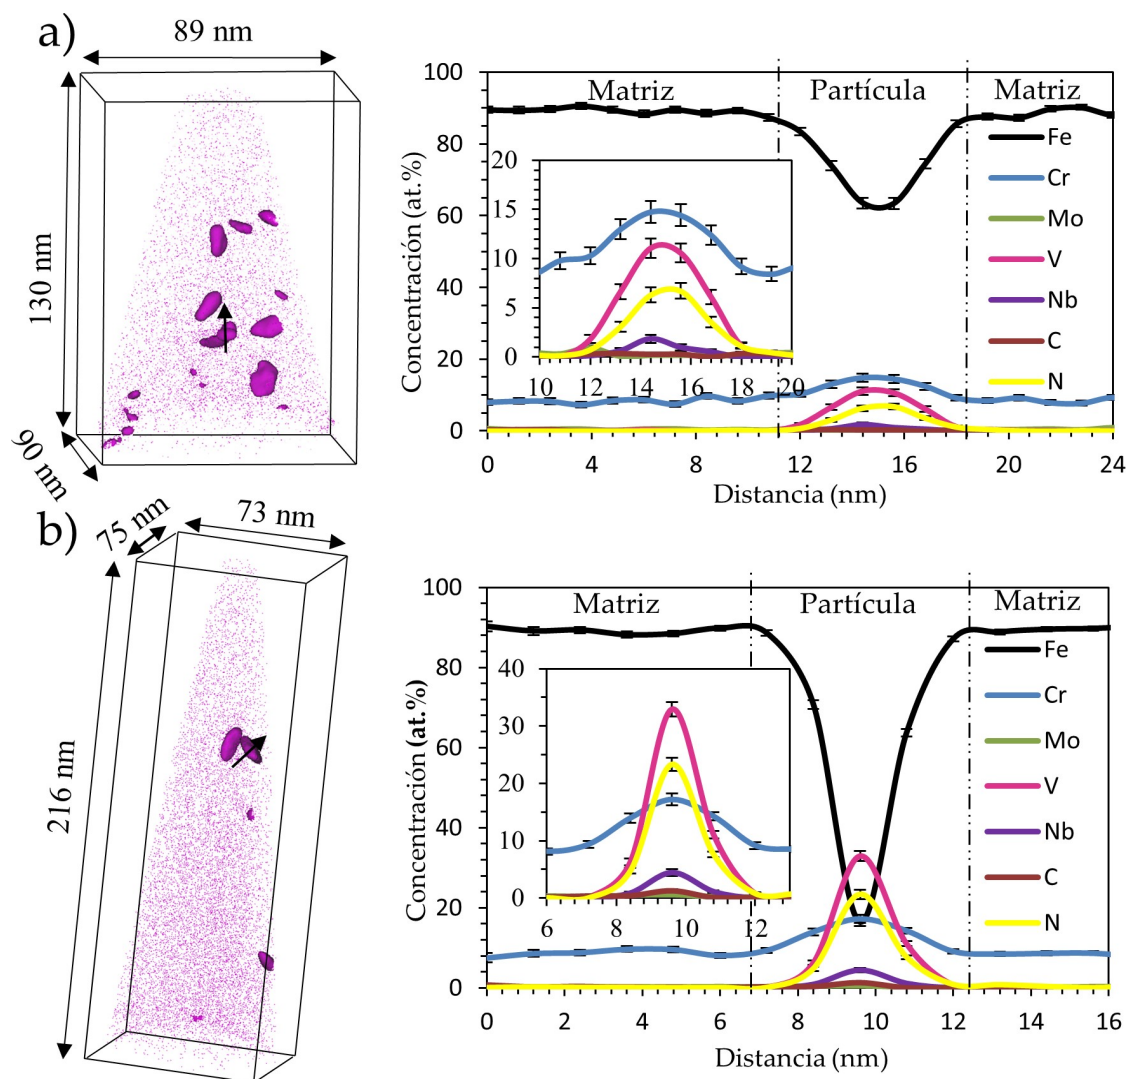 a)
89 nm
130 nm
90 nm
Concentración (at.%)
100
80
60
40
20
0
Matriz
Partícula
Matriz
Fe
Cr
Mo
V
Nb
C
N
20
15
10
5
0
10 12 14 16 18 20
0 4 8 12 16 20 24
Distancia (nm)
b)
75 nm
73 nm
216 nm
Concentración (at.%)
100
80
60
40
20
0
Matriz
Partícula
Matriz
Fe
Cr
Mo
V
Nb
C
N
40
30
20
10
0
6 8 10 12
0 2 4 6 8 10 12 14 16
Distancia (nm)